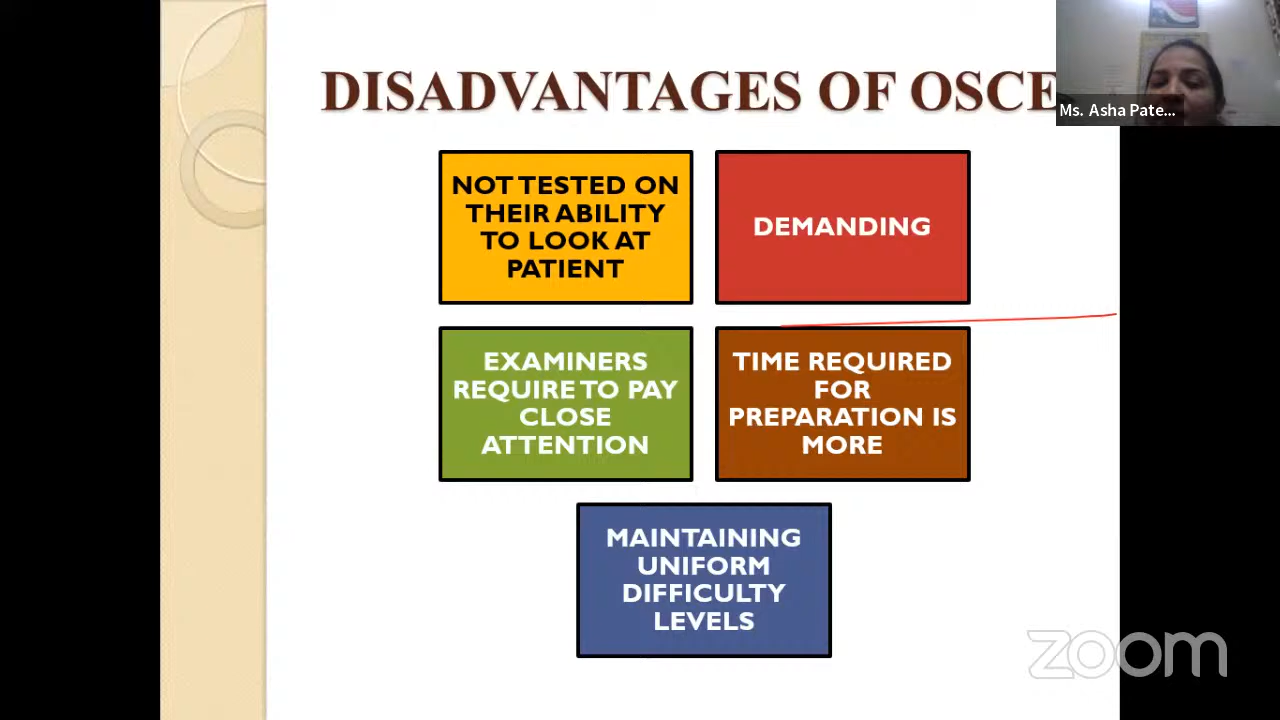 DISADVANTAGES OF OSCE
Ms. Asha Pate...
NOT TESTED ON
THEIR ABILITY
TO LOOK AT
PATIENT
DEMANDING
EXAMINERS
REQUIRE TO PAY
CLOSE
ATTENTION
TIME REQUIRED
FOR
PREPARATION IS
MORE
MAINTAINING
UNIFORM
DIFFICULTY
LEVELS
zoom